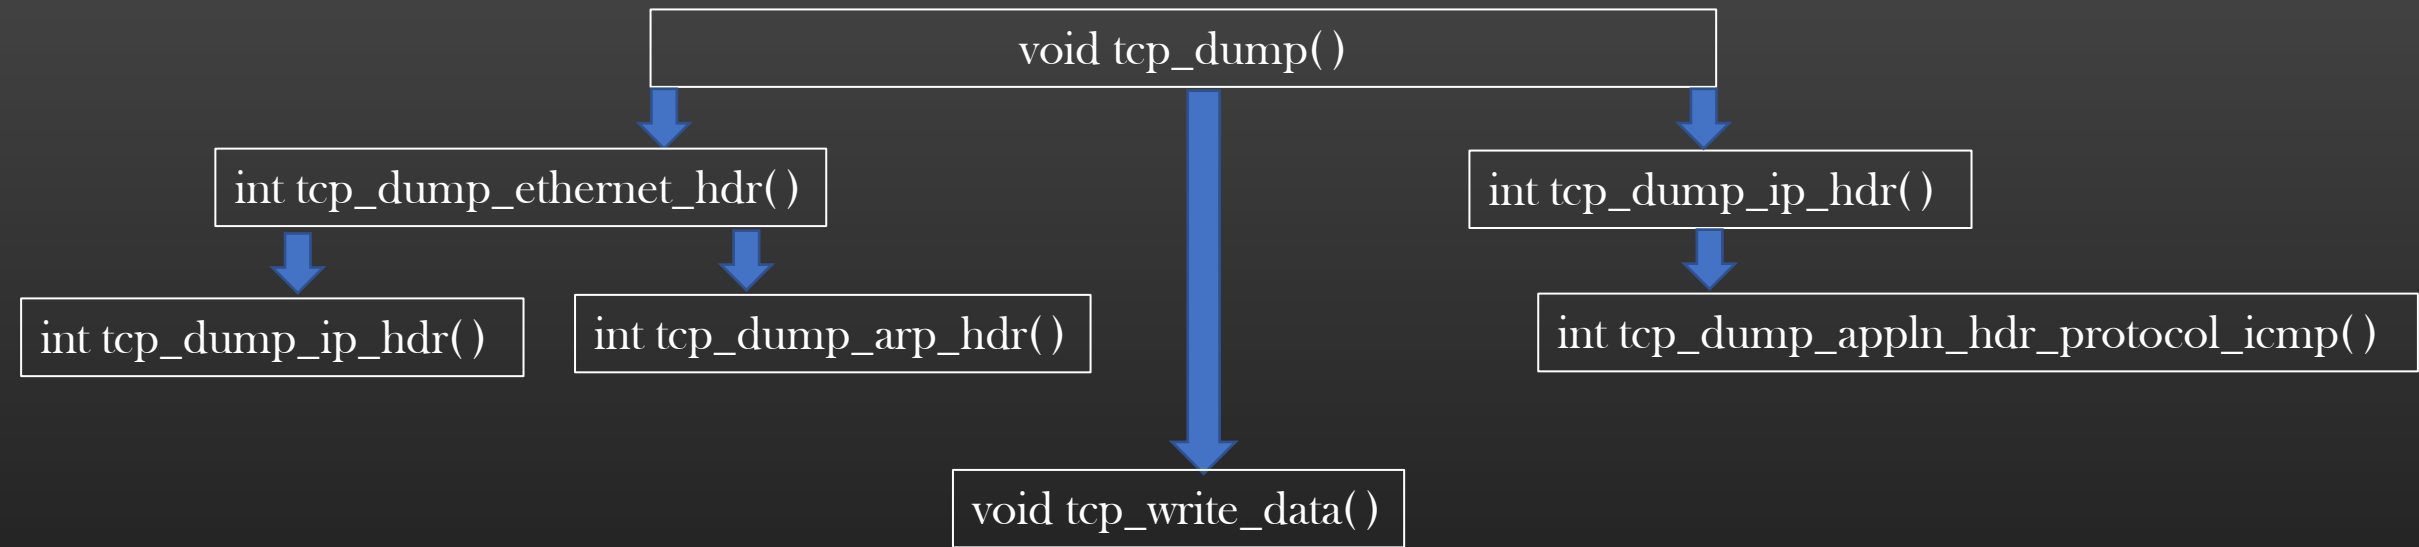 void tcp_dump()
int tcp_dump_ethernet_hdr()
int tcp_dump_ip_hdr()
int tcp_dump_ip_hdr()
int tcp_dump_arp_hdr()
int tcp_dump_appln_hdr_protocol_icmp()
void tcp_write_data()